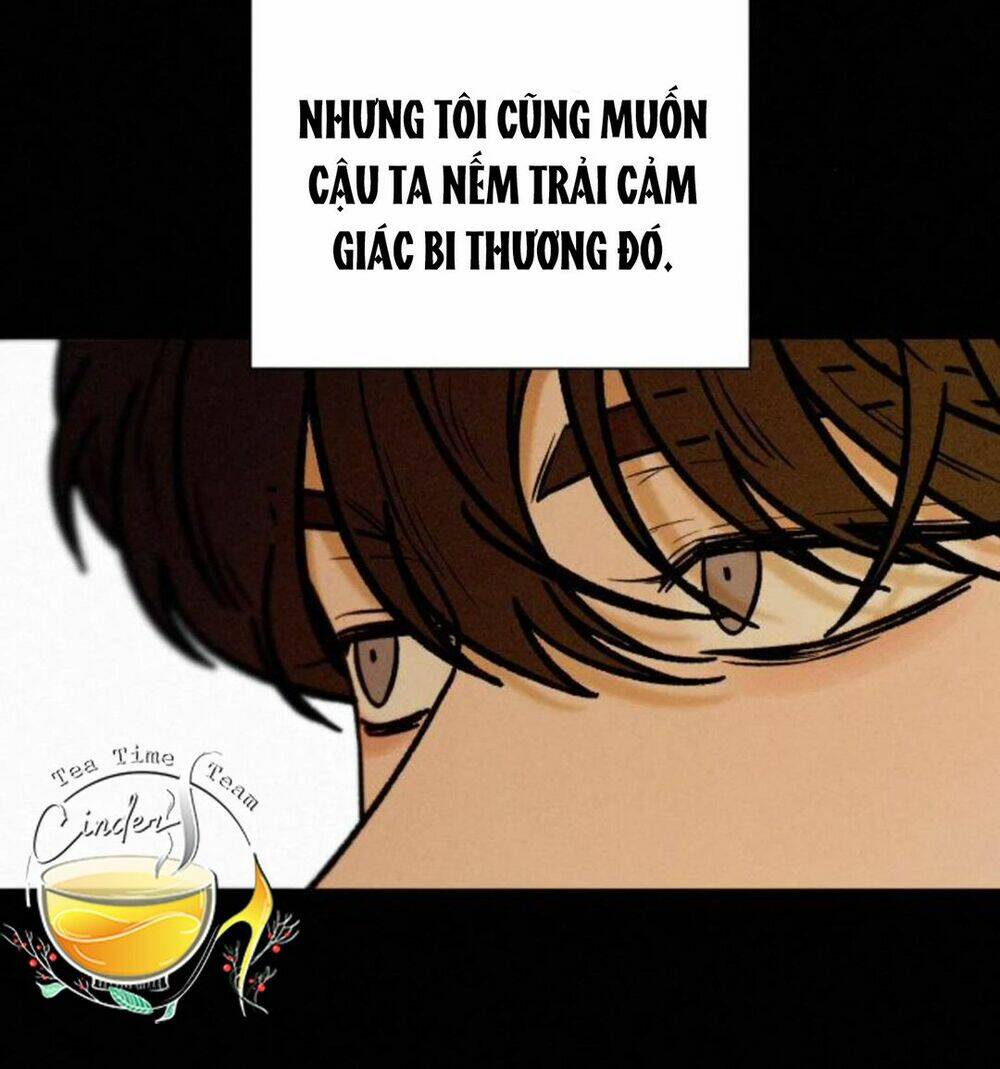 NHƯNG TÔI CŨNG MUỐN
CẬU TA NẾM TRẢI CẢM
GIÁC BI THƯƠNG ĐÓ.
Tea Time Team
Cinder